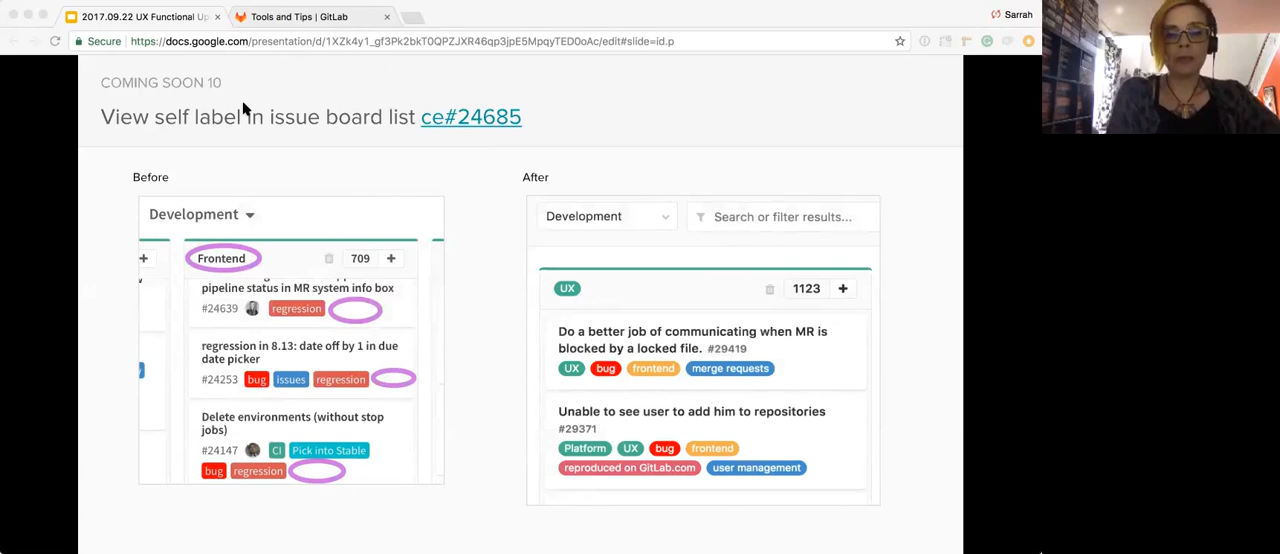 2017.09.22 UX Functional Up
Tools and Tips | GitLab
Sarrah
Secure
https://docs.google.com/presentation/d/1XZk4y1_gf3Pk2bkT0QPZJXR46qp3jpE5MpqyTED0oAc/edit#slide=id.p
COMING SOON 10
View self label in issue board list ce#24685
Before
After
Development
Frontend 709 +
pipeline status in MR system info box
#24639 regression
regression in 8.13: date off by 1 in due
date picker
#24253 bug issues regression
Delete environments (without stop
jobs)
#24147 CI Pick into Stable
bug regression
Development
Search or filter results...
UX 1123 +
Do a better job of communicating when MR is
blocked by a locked file. #29419
UX bug frontend merge requests
Unable to see user to add him to repositories
#29371
Platform UX bug frontend
reproduced on GitLab.com user management